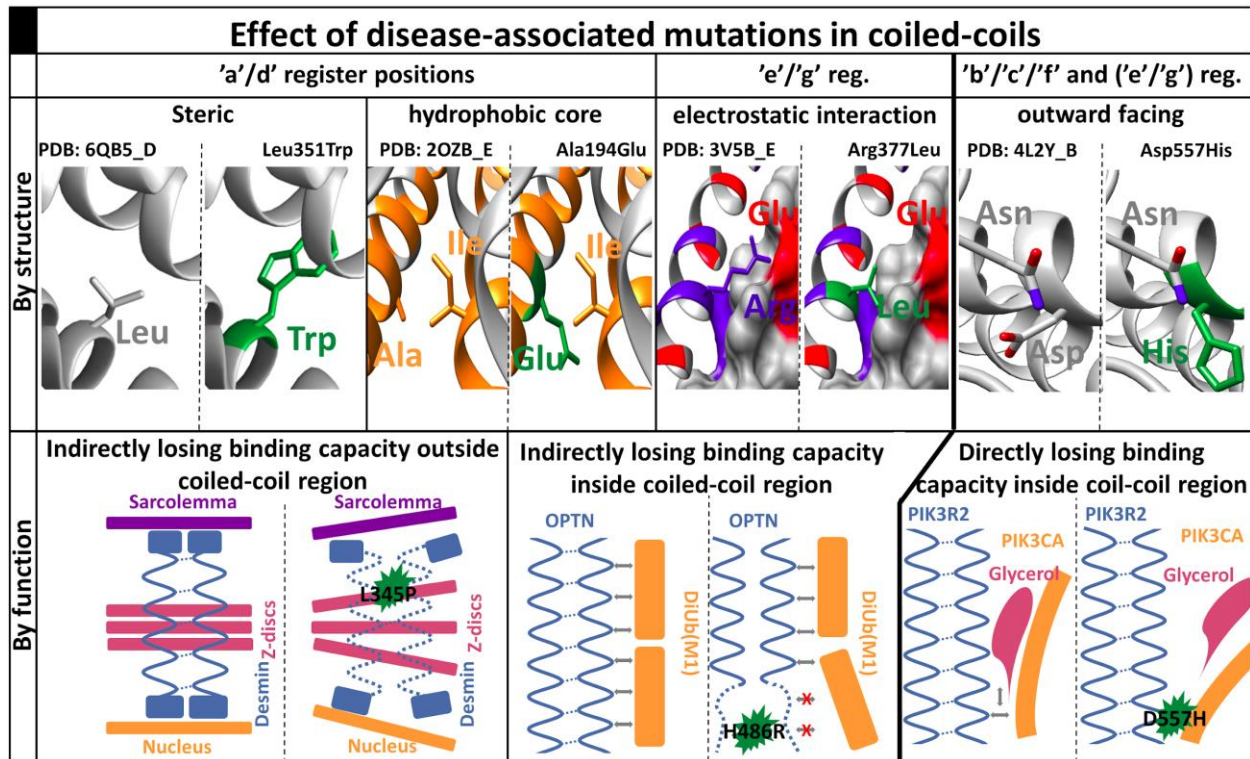 Effect of disease-associated mutations in coiled-coils
’a’/d’ register positions
’e’/’g’ reg.
’b’/’c’/’f’ and (’e’/’g’) reg.
By structure
Steric
PDB: 6QB5_D
Leu351Trp
Leu
Trp
hydrophobic core
PDB: 2OZB_E
Ala194Glu
Ile
Ala
Ile
Glu
electrostatic interaction
PDB: 3V5B_E
Arg377Leu
Glu
Arg
Glu
Leu
outward facing
PDB: 4L2Y_B
Asp557His
Asn
Asp
Asn
His
By function
Indirectly losing binding capacity outside
coiled-coil region
Sarcolemma
Z-discs
Desmin
Nucleus
Sarcolemma
L345P
Z-discs
Desmin
Nucleus
Indirectly losing binding capacity
inside coiled-coil region
OPTN
DiUb(M1)
OPTN
DiUb(M1)
H486R
Directly losing binding
capacity inside coil-coil region
PIK3R2
PIK3CA
Glycerol
PIK3R2
PIK3CA
Glycerol
D557H